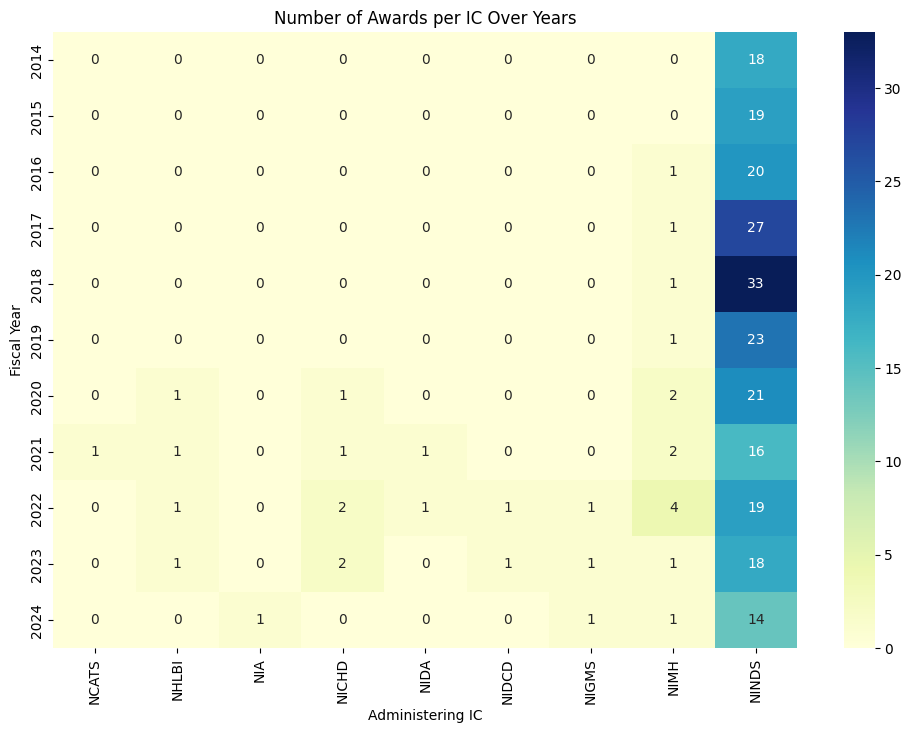 Number of Awards per IC Over Years
Fiscal Year
2014 0 0 0 0 0 0 0 0 18
2015 0 0 0 0 0 0 0 0 19
2016 0 0 0 0 0 0 0 1 20
2017 0 0 0 0 0 0 0 1 27
2018 0 0 0 0 0 0 0 1 33
2019 0 0 0 0 0 0 0 1 23
2020 0 1 0 1 0 0 0 2 21
2021 1 1 0 1 1 0 0 2 16
2022 0 1 0 2 1 1 1 4 19
2023 0 1 0 2 0 1 1 1 18
2024 0 0 1 0 0 0 1 1 14
NCATS NHLBI NIA NICHD NIDA NIDCD NIGMS NIMH NINDS
Administering IC
30
25
20
15
10
5
0